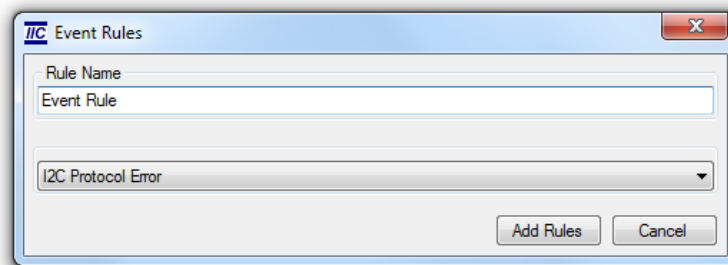 IIC Event Rules
Rule Name
Event Rule
I2C Protocol Error
Add Rules Cancel